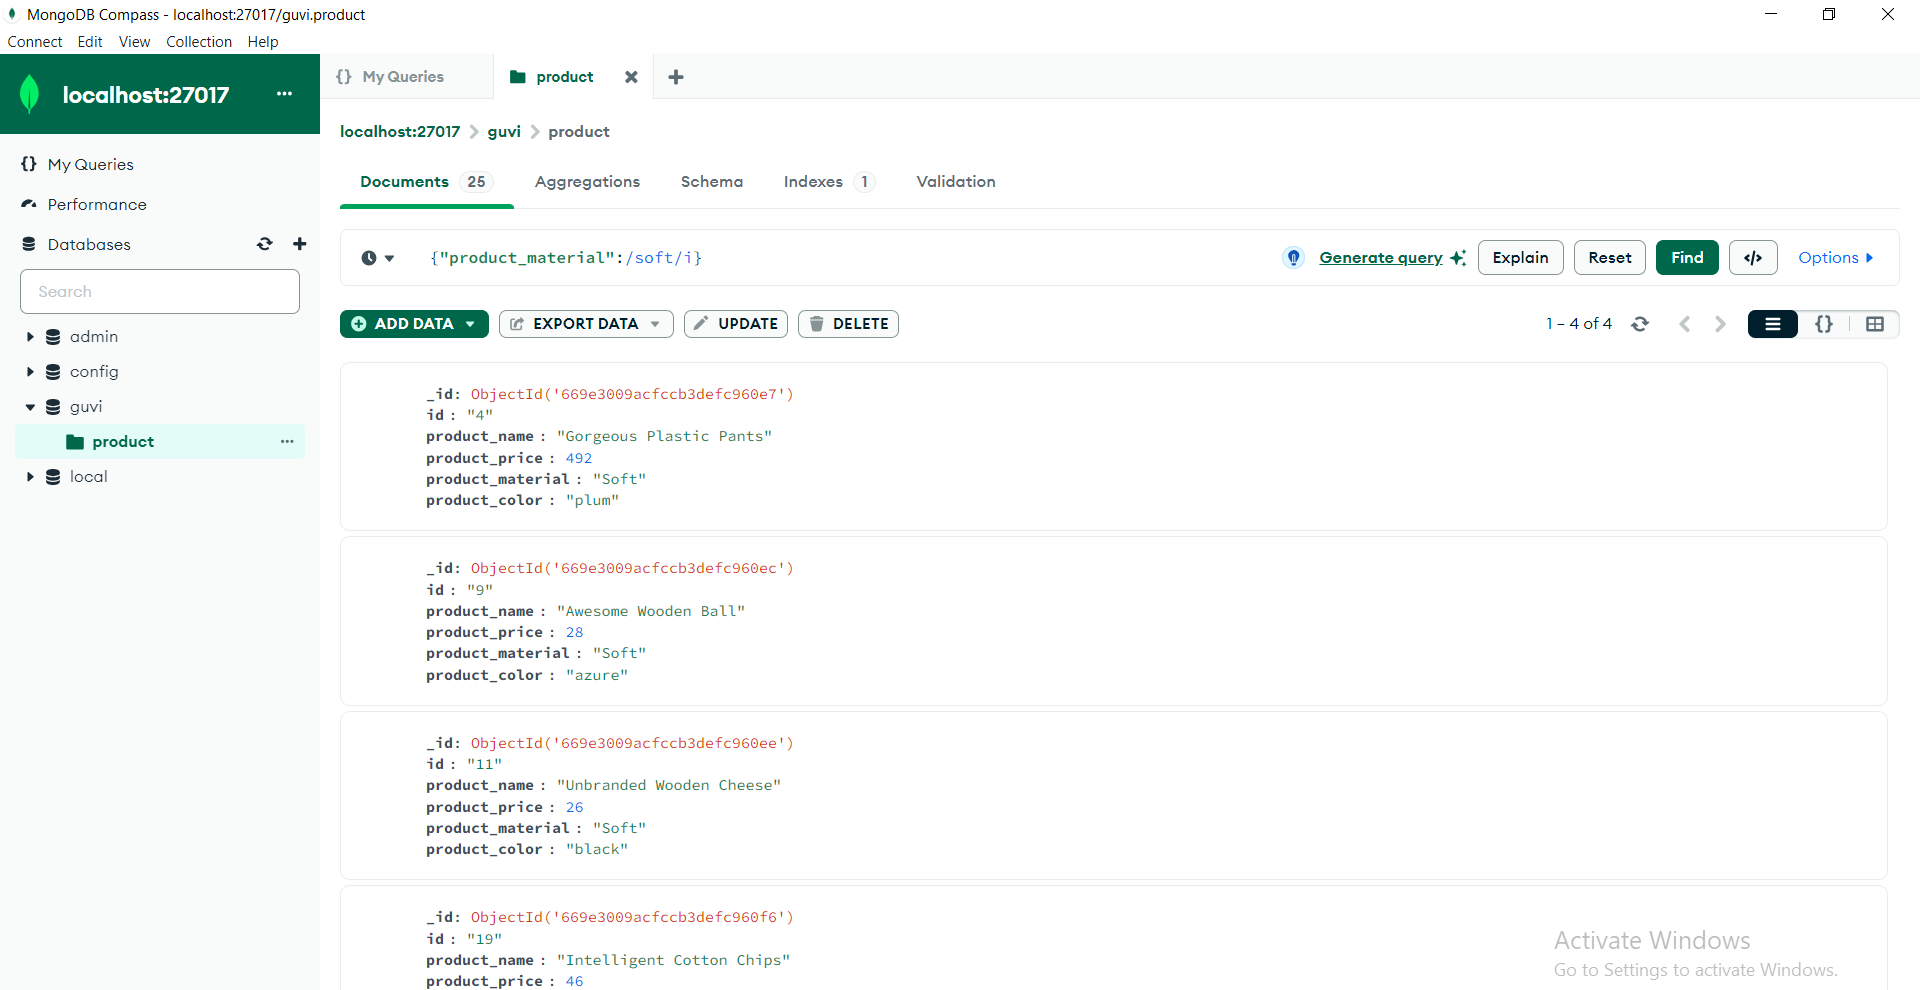 MongoDB Compass - localhost:27017/guvi.product
Connect Edit View Collection Help
localhost:27017 ...
{} My Queries
Performance
Databases
Search
admin
config
guvi
product ...
local
{} My Queries
product
localhost:27017 > guvi > product
Documents 25 Aggregations Schema Indexes 1 Validation
{"product_material":/soft/i}
Generate query Explain Reset Find </> Options
ADD DATA EXPORT DATA UPDATE DELETE
1 – 4 of 4 {}
_id: ObjectId('669e3009acfccb3defc960e7')
id : "4"
product_name : "Gorgeous Plastic Pants"
product_price : 492
product_material : "Soft"
product_color : "plum"
_id: ObjectId('669e3009acfccb3defc960ec')
id : "9"
product_name : "Awesome Wooden Ball"
product_price : 28
product_material : "Soft"
product_color : "azure"
_id: ObjectId('669e3009acfccb3defc960ee')
id : "11"
product_name : "Unbranded Wooden Cheese"
product_price : 26
product_material : "Soft"
product_color : "black"
_id: ObjectId('669e3009acfccb3defc960f6')
id : "19"
product_name : "Intelligent Cotton Chips"
product_price : 46
Activate Windows
Go to Settings to activate Windows.